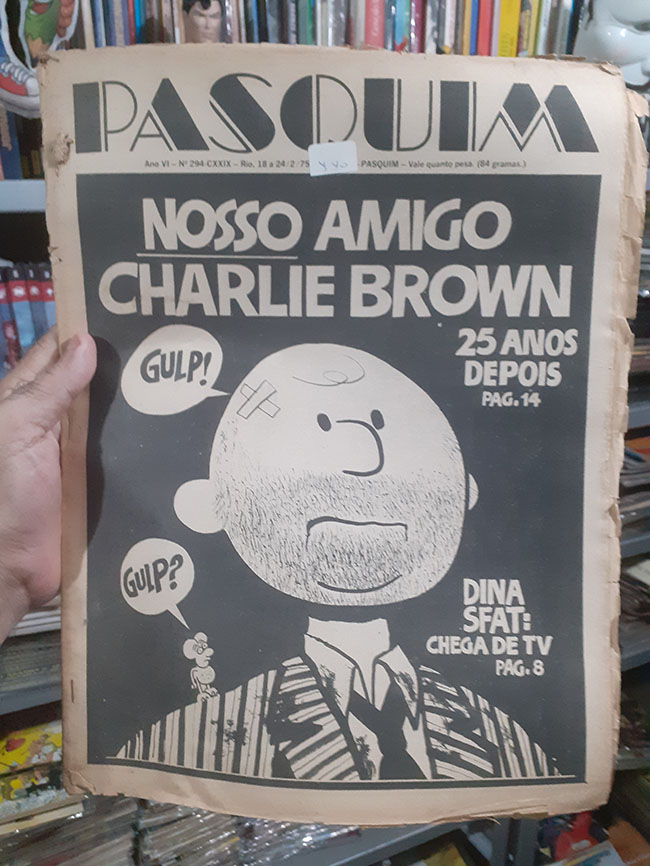 PASQUIM
Ano VI – Nº 294-CXXIX – Rio, 18 a 24/2/75
PASQUIM – Vale quanto pesa. (84 gramas.)
NOSSO AMIGO
CHARLIE BROWN
25 ANOS
DEPOIS
PAG. 14
GULP!
GULP?
DINA
SFAT:
CHEGA DE TV
PAG. 8